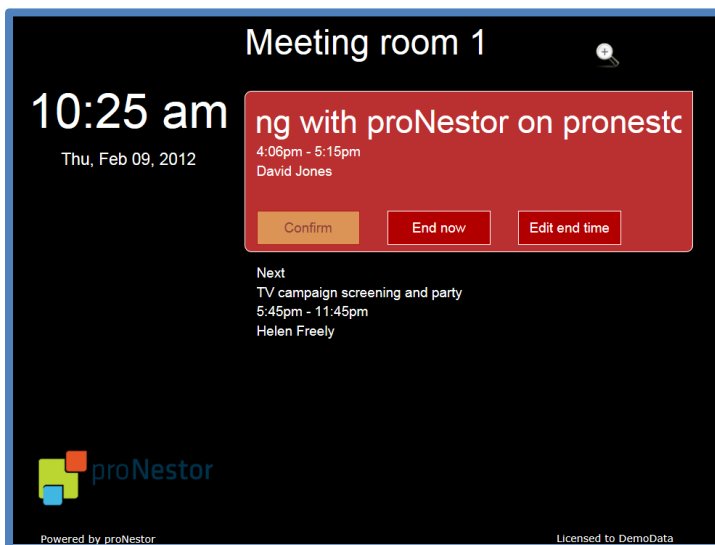 Meeting room 1
10:25 am
Thu, Feb 09, 2012
ng with proNestor on pronesto
4:06pm - 5:15pm
David Jones
Confirm
End now
Edit end time
Next
TV campaign screening and party
5:45pm - 11:45pm
Helen Freely
proNestor
Powered by proNestor
Licensed to DemoData